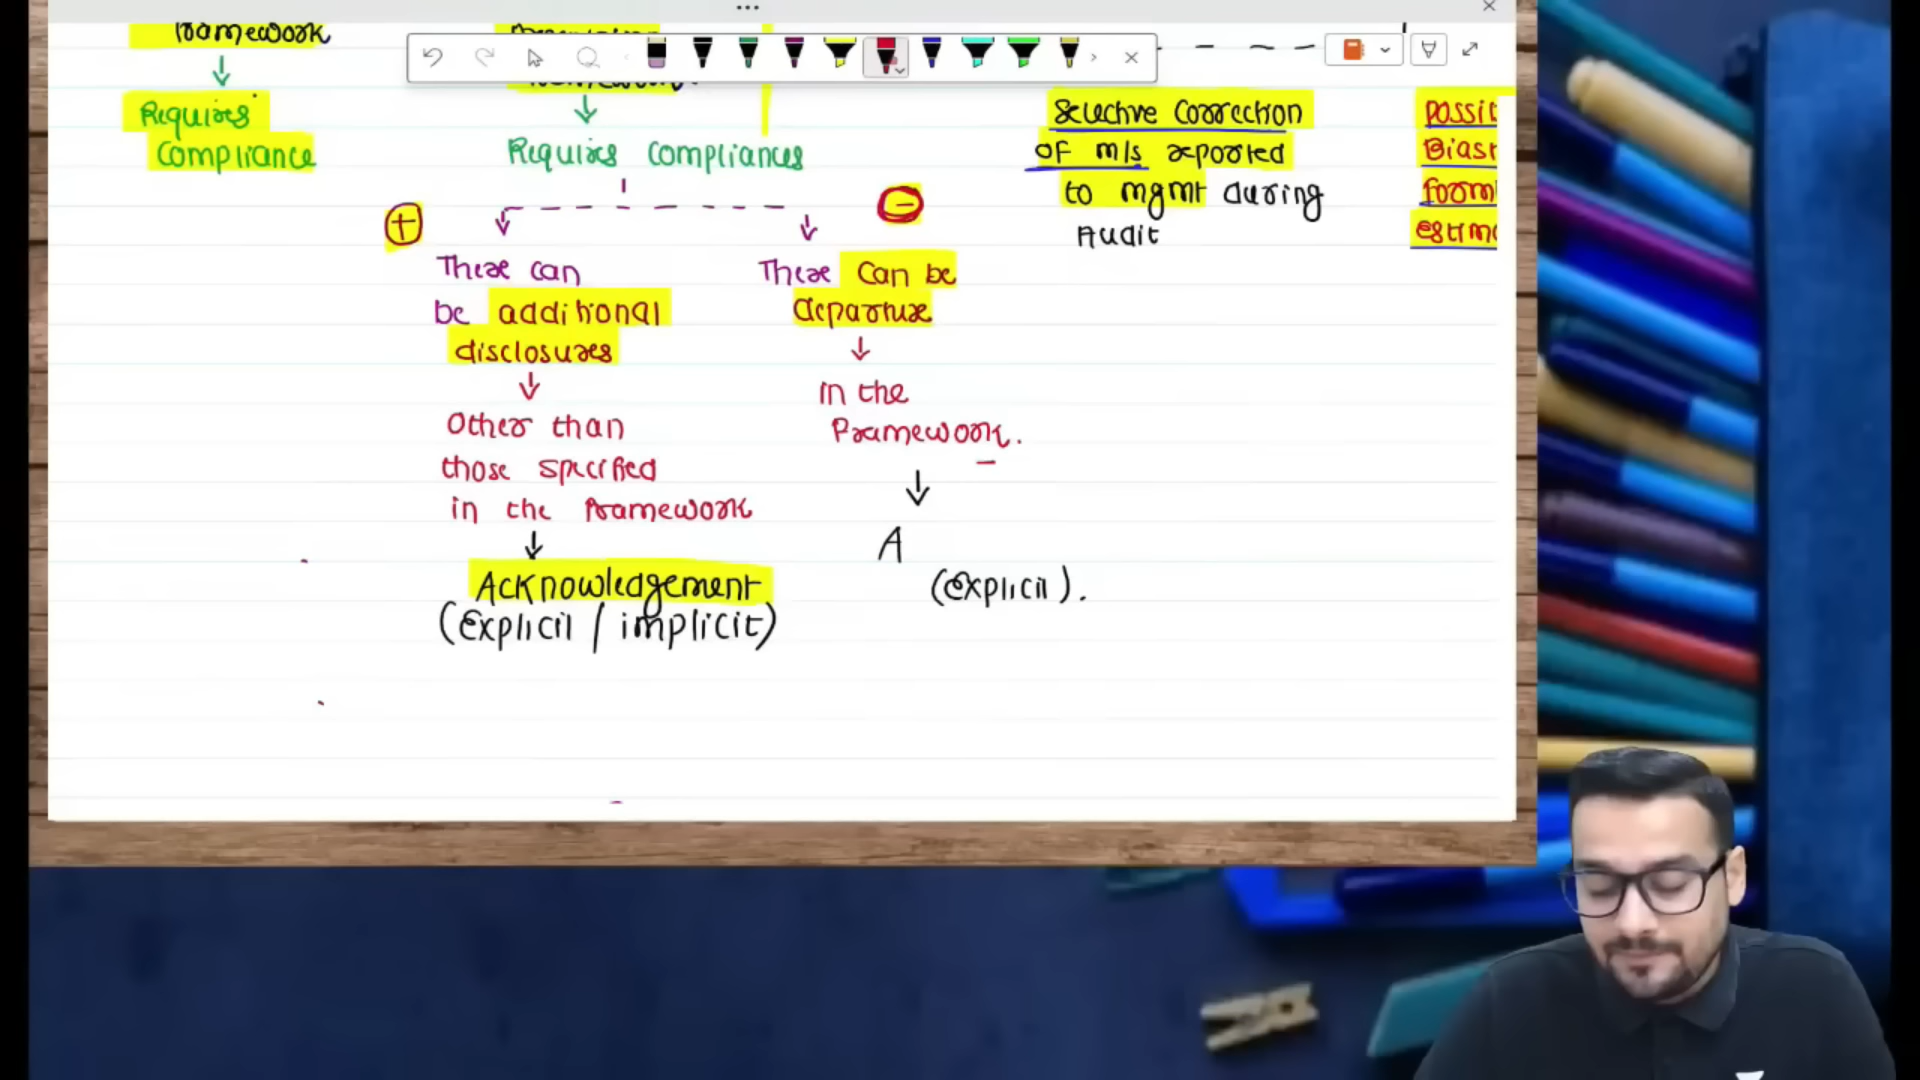 Framework
Requires
Compliance
Requires compliances
+
There can
be additional
disclosures
Other than
those specified
in the Framework
Acknowledgement
(Explicit / implicit)
-
There can be
departure
in the
Framework.
A
(Explicit).
Selective Correction
OF m/s reported
to mgmt during
Audit
Possi
Bias
Form
estim